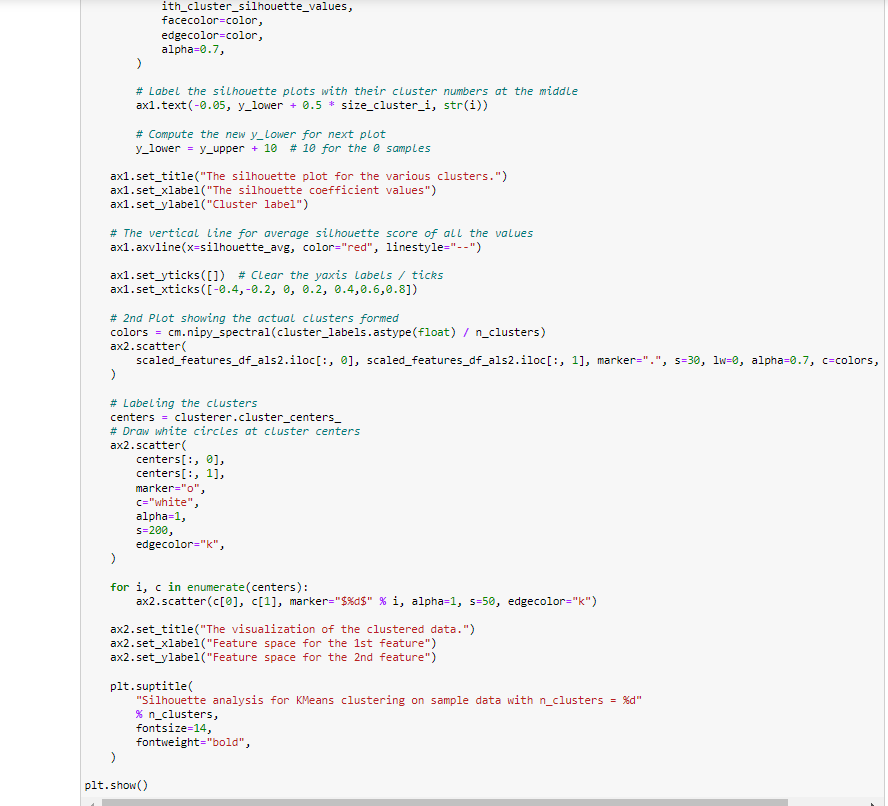 ith_cluster_silhouette_values,
            facecolor=color,
            edgecolor=color,
            alpha=0.7,
        )

        # Label the silhouette plots with their cluster numbers at the middle
        ax1.text(-0.05, y_lower + 0.5 * size_cluster_i, str(i))

        # Compute the new y_lower for next plot
        y_lower = y_upper + 10  # 10 for the 0 samples

    ax1.set_title("The silhouette plot for the various clusters.")
    ax1.set_xlabel("The silhouette coefficient values")
    ax1.set_ylabel("Cluster label")

    # The vertical line for average silhouette score of all the values
    ax1.axvline(x=silhouette_avg, color="red", linestyle="--")

    ax1.set_yticks([])  # Clear the yaxis labels / ticks
    ax1.set_xticks([-0.4,-0.2, 0, 0.2, 0.4,0.6,0.8])

    # 2nd Plot showing the actual clusters formed
    colors = cm.nipy_spectral(cluster_labels.astype(float) / n_clusters)
    ax2.scatter(
        scaled_features_df_als2.iloc[:, 0], scaled_features_df_als2.iloc[:, 1], marker=".", s=30, lw=0, alpha=0.7, c=colors,
    )

    # Labeling the clusters
    centers = clusterer.cluster_centers_
    # Draw white circles at cluster centers
    ax2.scatter(
        centers[:, 0],
        centers[:, 1],
        marker="o",
        c="white",
        alpha=1,
        s=200,
        edgecolor="k",
    )

    for i, c in enumerate(centers):
        ax2.scatter(c[0], c[1], marker="$%d$" % i, alpha=1, s=50, edgecolor="k")

    ax2.set_title("The visualization of the clustered data.")
    ax2.set_xlabel("Feature space for the 1st feature")
    ax2.set_ylabel("Feature space for the 2nd feature")

    plt.suptitle(
        "Silhouette analysis for KMeans clustering on sample data with n_clusters = %d"
        % n_clusters,
        fontsize=14,
        fontweight="bold",
    )

plt.show()